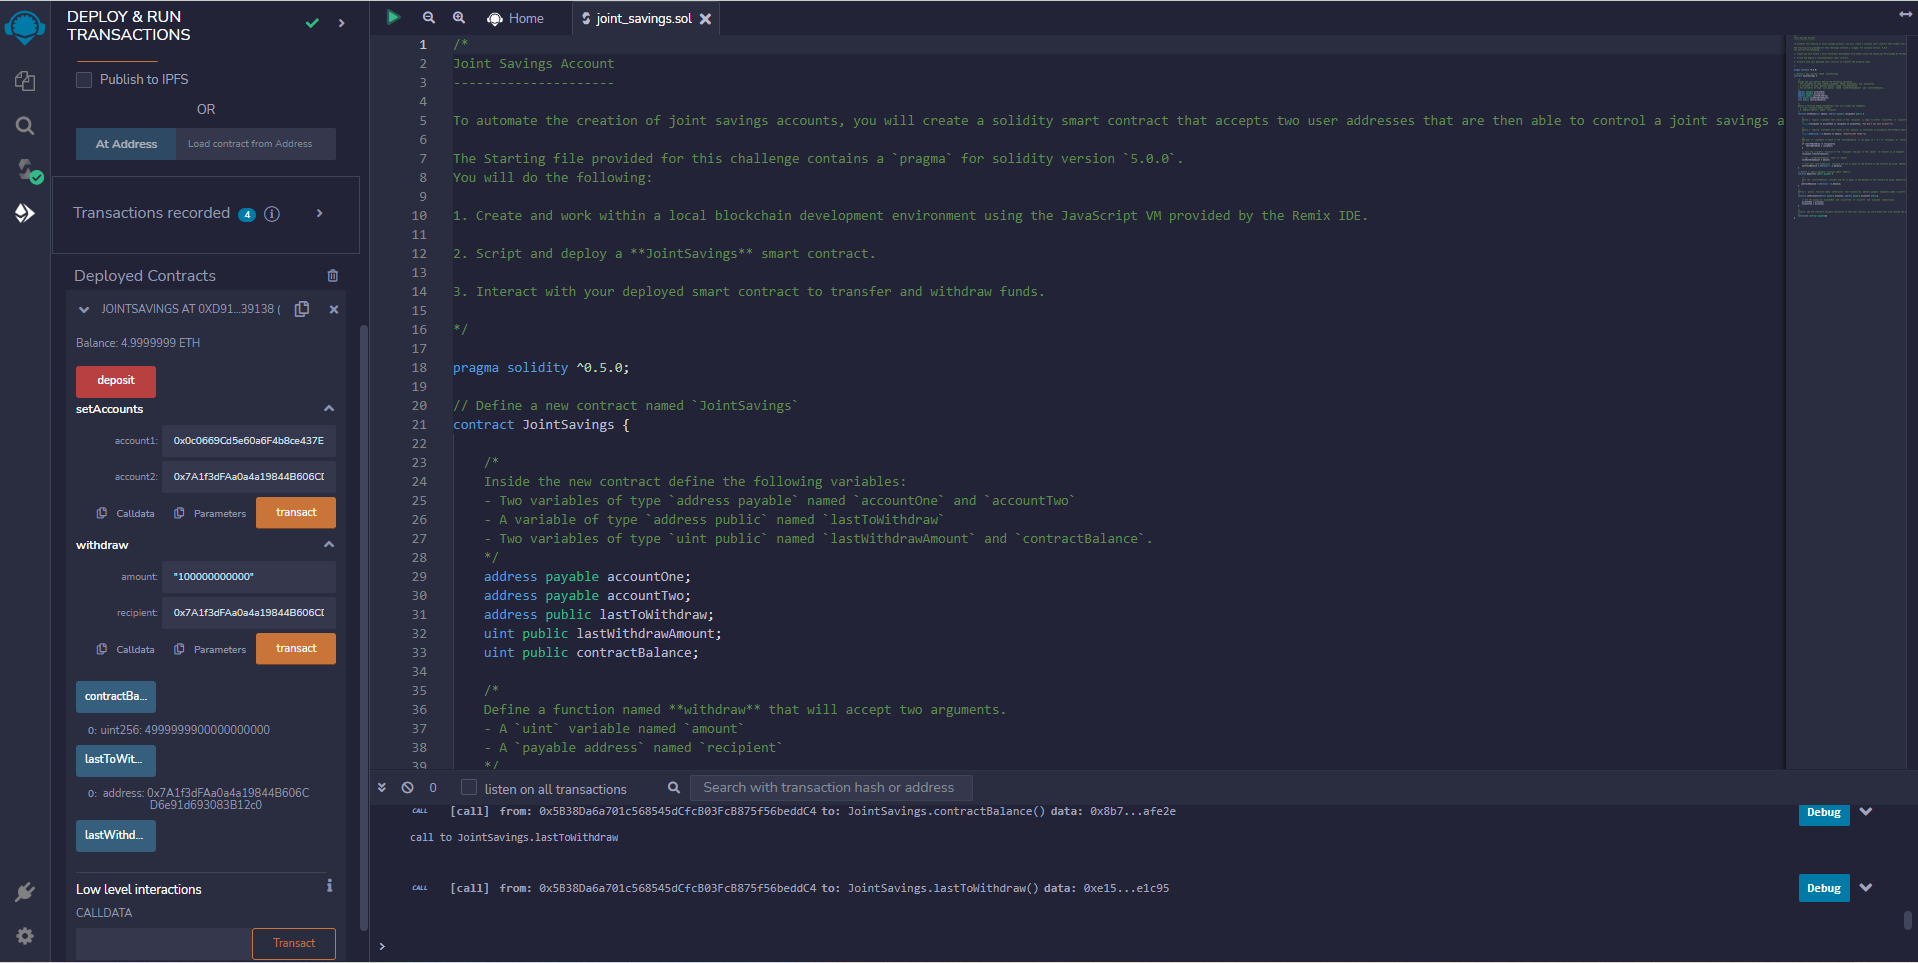 DEPLOY & RUN
TRANSACTIONS
Publish to IPFS
OR
At Address
Load contract from Address
Transactions recorded 4
Deployed Contracts
JOINTSAVINGS AT 0XD91...39138 (
Balance: 4.9999999 ETH
deposit
setAccounts
account1: 0x0c0669Cd5e60a6F4b8ce437E
account2: 0x7A1f3dFAa0a4a19844B606CD
Calldata Parameters transact
withdraw
amount: "100000000000"
recipient: 0x7A1f3dFAa0a4a19844B606CD
Calldata Parameters transact
contractBa...
0: uint256: 4999999900000000000
lastToWit...
0: address: 0x7A1f3dFAa0a4a19844B606C
D6e91d693083B12c0
lastWithd...
Low level interactions
CALLDATA
Transact
Home
joint_savings.sol
1 /*
2 Joint Savings Account
3 ---------------------
4
5 To automate the creation of joint savings accounts, you will create a solidity smart contract that accepts two user addresses that are then able to control a joint savings a
6
7 The Starting file provided for this challenge contains a `pragma` for solidity version `5.0.0`.
8 You will do the following:
9
10 1. Create and work within a local blockchain development environment using the JavaScript VM provided by the Remix IDE.
11
12 2. Script and deploy a **JointSavings** smart contract.
13
14 3. Interact with your deployed smart contract to transfer and withdraw funds.
15
16 */
17
18 pragma solidity ^0.5.0;
19
20 // Define a new contract named `JointSavings`
21 contract JointSavings {
22
23 /*
24 Inside the new contract define the following variables:
25 - Two variables of type `address payable` named `accountOne` and `accountTwo`
26 - A variable of type `address public` named `lastToWithdraw`
27 - Two variables of type `uint public` named `lastWithdrawAmount` and `contractBalance`.
28 */
29 address payable accountOne;
30 address payable accountTwo;
31 address public lastToWithdraw;
32 uint public lastWithdrawAmount;
33 uint public contractBalance;
34
35 /*
36 Define a function named **withdraw** that will accept two arguments.
37 - A `uint` variable named `amount`
38 - A `payable address` named `recipient`
39 */
0
listen on all transactions
Search with transaction hash or address
CALL [call] from: 0x5B38Da6a701c568545dCfcB03FcB875f56beddC4 to: JointSavings.contractBalance() data: 0x8b7...afe2e
Debug
call to JointSavings.lastToWithdraw
CALL [call] from: 0x5B38Da6a701c568545dCfcB03FcB875f56beddC4 to: JointSavings.lastToWithdraw() data: 0xe15...e1c95
Debug
>